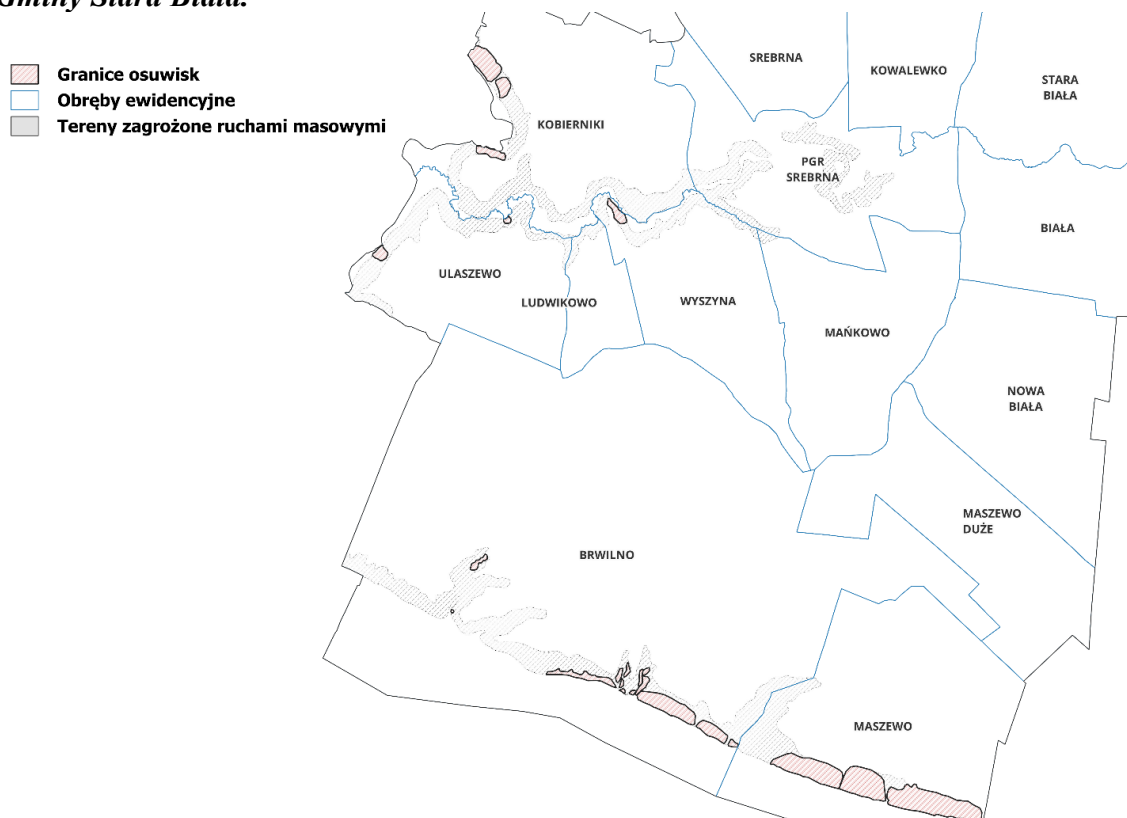 Gminy Stara Biała.
Granice osuwisk
Obręby ewidencyjne
Tereny zagrożone ruchami masowymi
SREBRNA
KOWALEWKO
STARA
BIAŁA
KOBIERNIKI
PGR
SREBRNA
BIAŁA
ULASZEWO
LUDWIKOWO
WYSZYNA
MAŃKOWO
NOWA
BIAŁA
MASZEWO
DUŻE
BRWILNO
MASZEWO